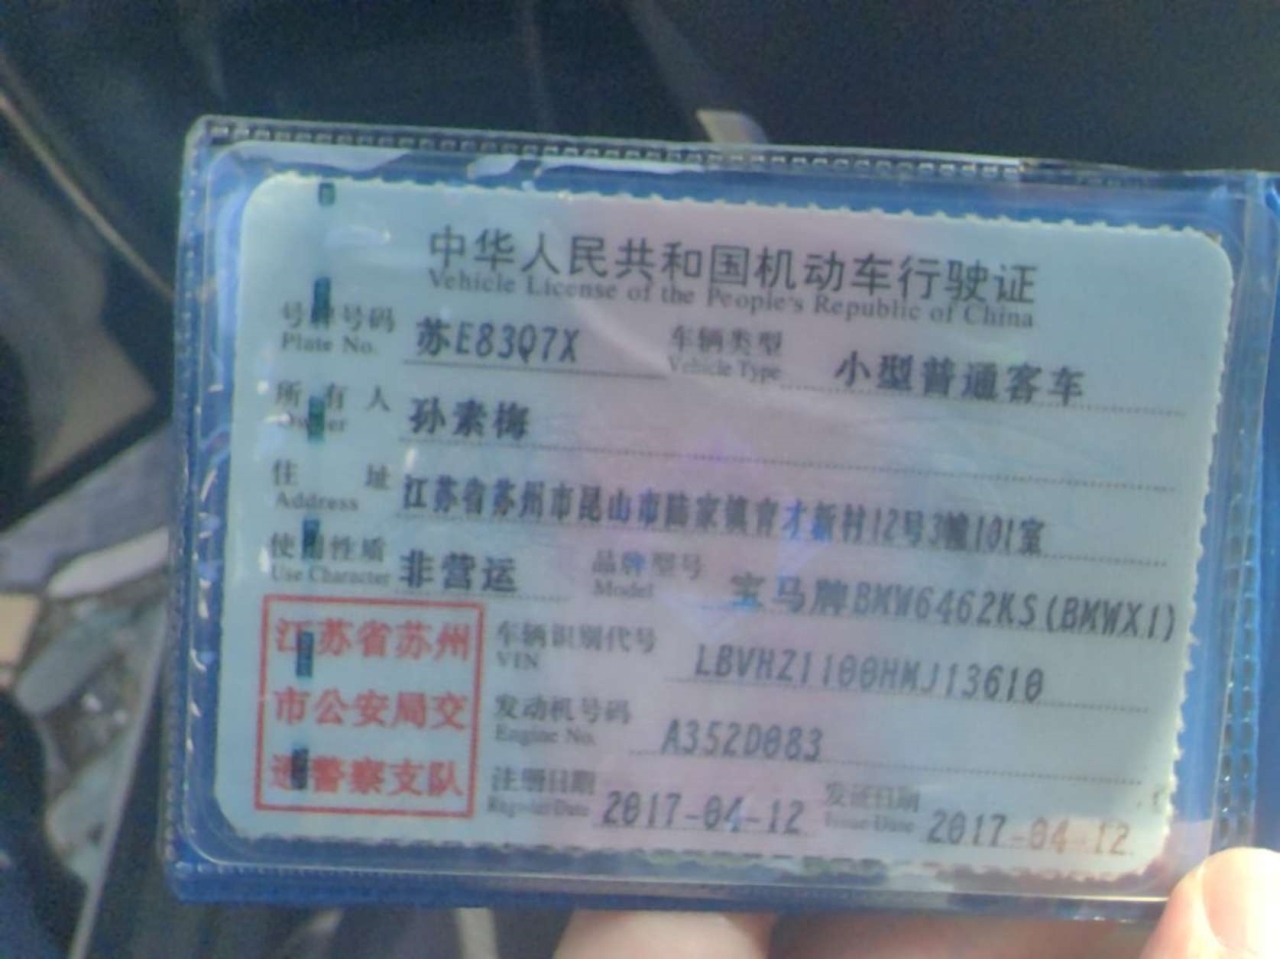 中华人民共和国机动车行驶证
Vehicle License of the People's Republic of China
号牌号码 苏E83Q7X 车辆类型 小型普通客车
Plate No. Vehicle Type
所有人 孙素梅
Owner
住址 江苏省苏州市昆山市陆家镇育才新村12号3幢101室
Address
使用性质 非营运 品牌型号 宝马牌BMW6462KS(BMWX1)
Use Character Model
江苏省苏州 车辆识别代号 LBVHZ1100HMJ13610
VIN
市公安局交 发动机号码 A352D083
Engine No.
通警察支队 注册日期 2017-04-12 发证日期 2017-04-12
Register Date Issue Date